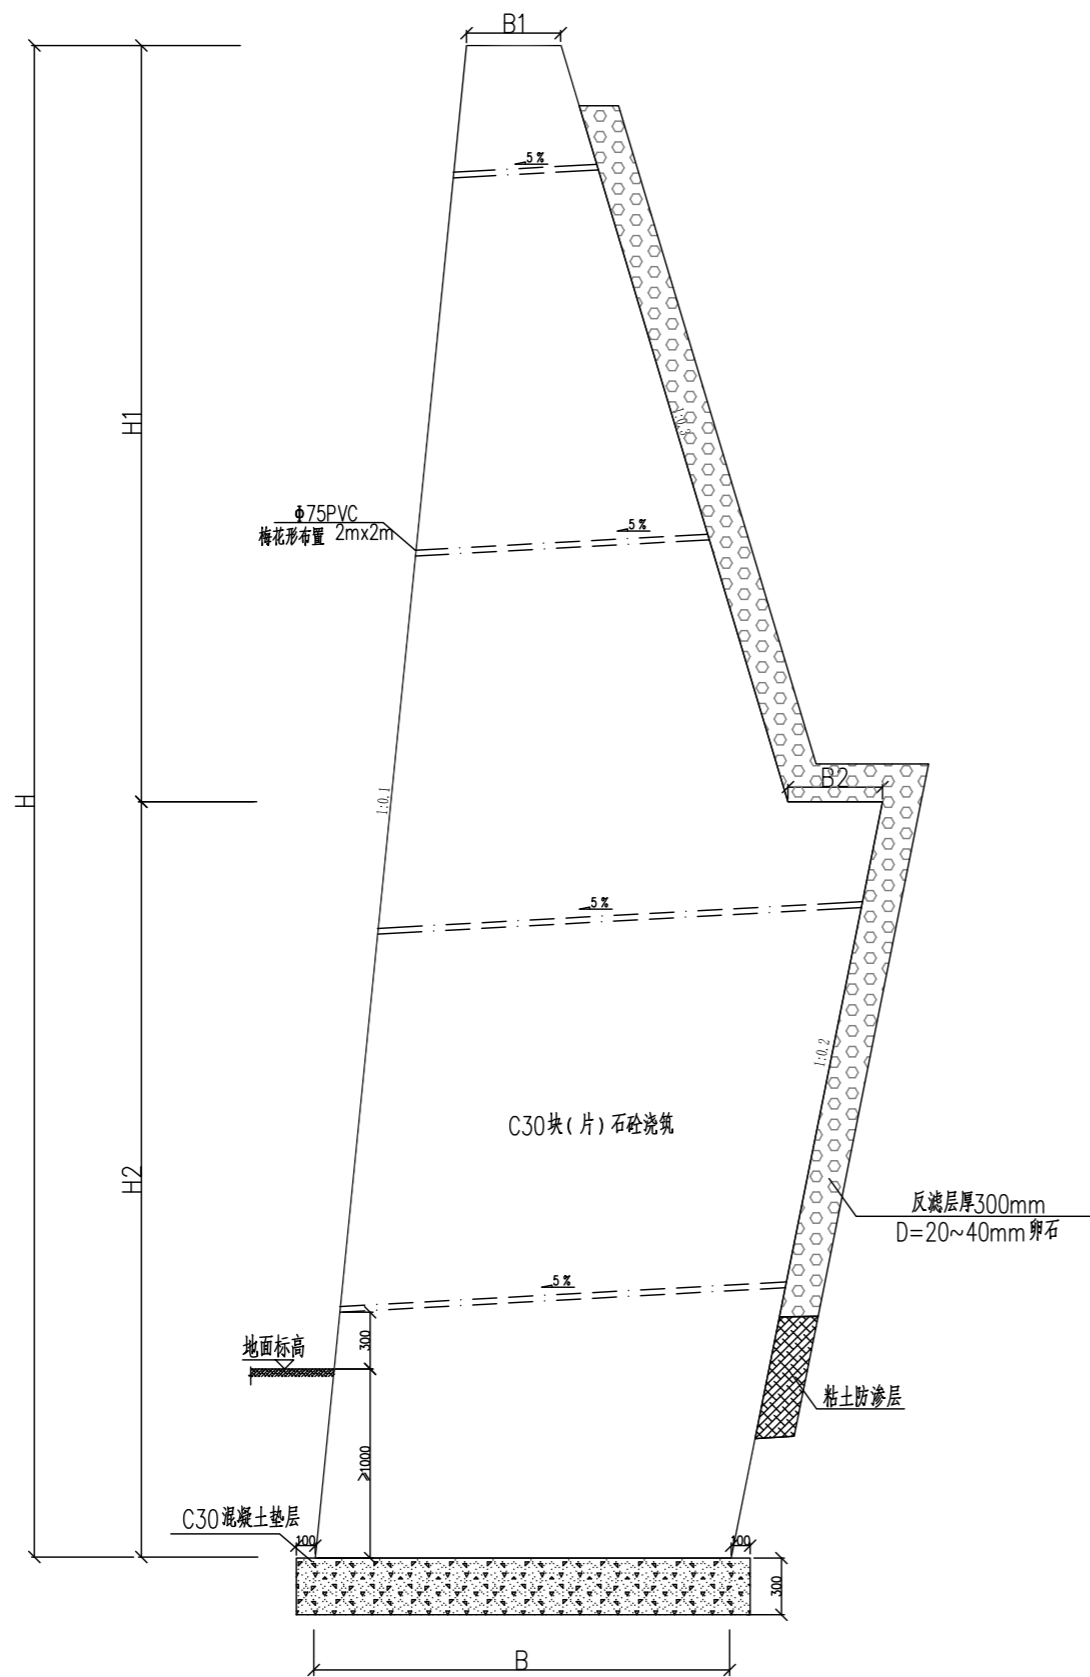 B1
5%
H1
1:0.3
Φ75PVC
梅花形布置 2mx2m
5%
B2
H
1:0.1
5%
1:0.2
C30块(片)石砼浇筑
H2
反滤层厚300mm
D=20~40mm卵石
5%
地面标高
300
粘土防渗层
≥1000
C30混凝土垫层
100
100
300
B